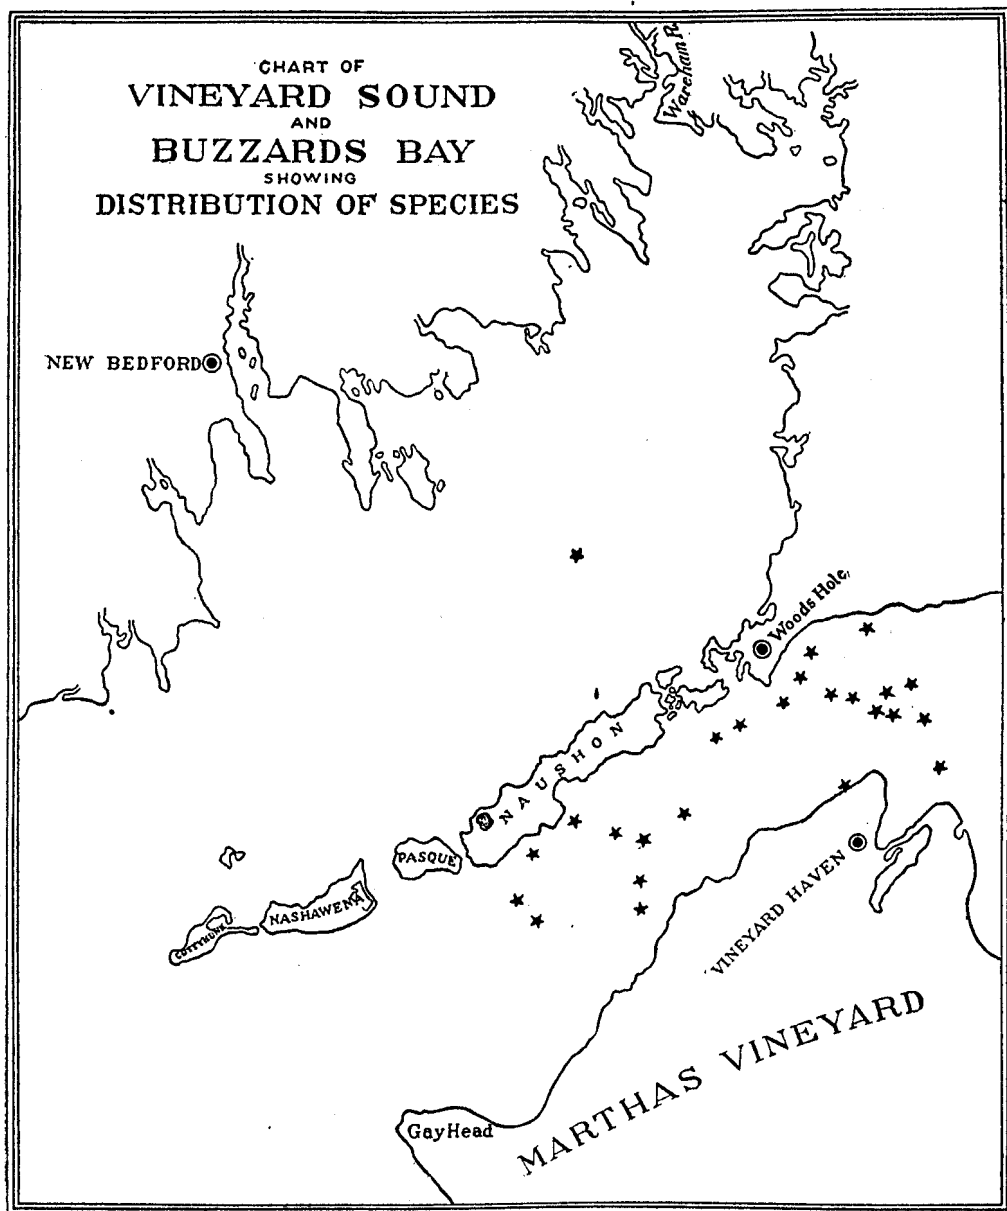 CHART OF
VINEYARD SOUND
AND
BUZZARDS BAY
SHOWING
DISTRIBUTION OF SPECIES
Wareham R.
NEW BEDFORD
Woods Hole
NAUSHON
PASQUE
NASHAWENA
CUTTYHUNK
VINEYARD HAVEN
MARTHAS VINEYARD
Gay Head